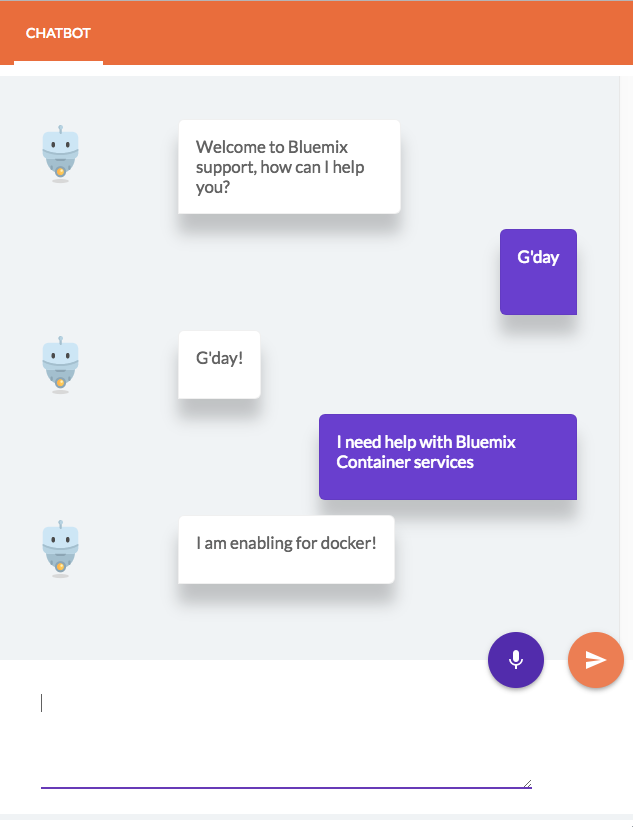 CHATBOT
Welcome to Bluemix
support, how can I help
you?
G'day
G'day!
I need help with Bluemix
Container services
I am enabling for docker!